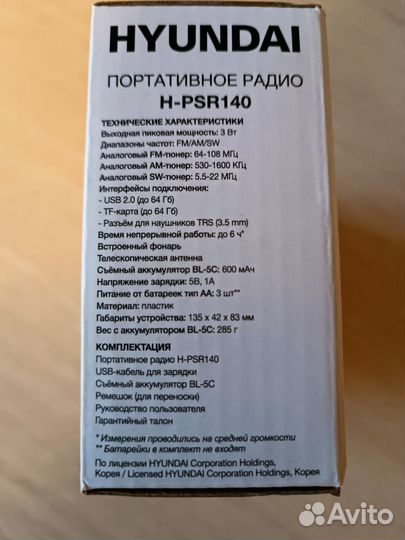 HYUNDAI
ПОРТАТИВНОЕ РАДИО
H-PSR140
ТЕХНИЧЕСКИЕ ХАРАКТЕРИСТИКИ
Выходная пиковая мощность: 3 Вт
Диапазоны частот: FM/AM/SW
Аналоговый FM-тюнер: 64-108 МГц
Аналоговый AM-тюнер: 530-1600 КГц
Аналоговый SW-тюнер: 5.5-22 МГц
Интерфейсы подключения:
- USB 2.0 (до 64 Гб)
- TF-карта (до 64 Гб)
- Разъём для наушников TRS (3.5 mm)
Время непрерывной работы: до 6 ч*
Встроенный фонарь
Телескопическая антенна
Съёмный аккумулятор BL-5C: 600 мАч
Напряжение зарядки: 5В, 1А
Питание от батареек тип АА: 3 шт**
Материал: пластик
Габариты устройства: 135 x 42 x 83 мм
Вес с аккумулятором BL-5C: 285 г
КОМПЛЕКТАЦИЯ
Портативное радио H-PSR140
USB-кабель для зарядки
Съёмный аккумулятор BL-5C
Ремешок (для переноски)
Руководство пользователя
Гарантийный талон
* Измерения проводились на средней громкости
** Батарейки в комплект не входят
По лицензии HYUNDAI Corporation Holdings,
Корея / Licensed HYUNDAI Corporation Holdings, Корея
Avito